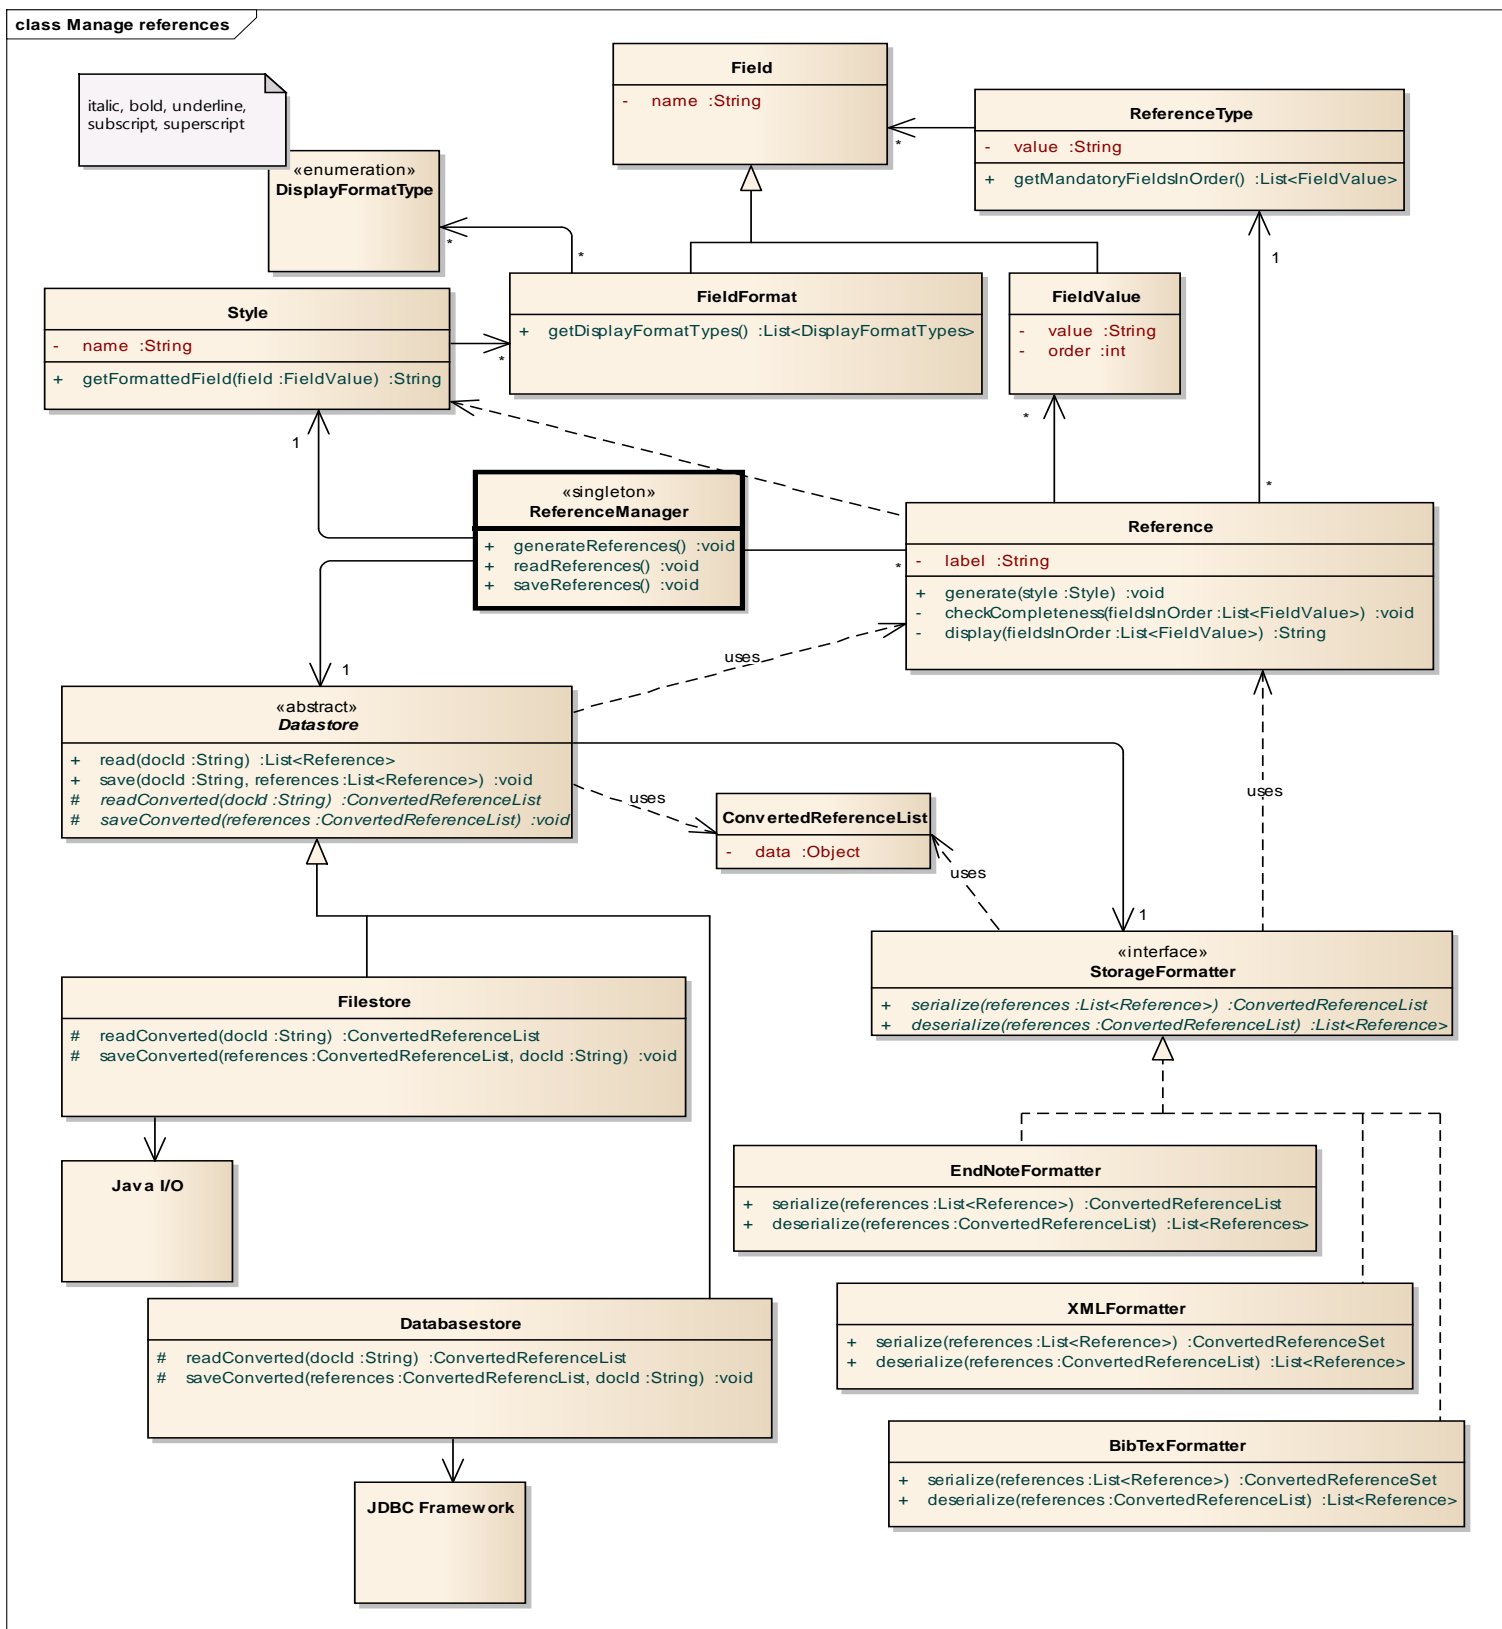 class Manage references
italic, bold, underline,
subscript, superscript
«enumeration»
DisplayFormatType
Field
- name :String
ReferenceType
- value :String
+ getMandatoryFieldsInOrder() :List<FieldValue>
*
*
*
1
Style
- name :String
+ getFormattedField(field :FieldValue) :String
*
FieldFormat
+ getDisplayFormatTypes() :List<DisplayFormatTypes>
FieldValue
- value :String
- order :int
*
1
*
«singleton»
ReferenceManager
+ generateReferences() :void
+ readReferences() :void
+ saveReferences() :void
*
Reference
- label :String
+ generate(style :Style) :void
- checkCompleteness(fieldsInOrder :List<FieldValue>) :void
- display(fieldsInOrder :List<FieldValue>) :String
uses
1
«abstract»
Datastore
+ read(docId :String) :List<Reference>
+ save(docId :String, references :List<Reference>) :void
# readConverted(docId :String) :ConvertedReferenceList
# saveConverted(references :ConvertedReferenceList) :void
uses
uses
ConvertedReferenceList
- data :Object
uses
1
«interface»
StorageFormatter
+ serialize(references :List<Reference>) :ConvertedReferenceList
+ deserialize(references :ConvertedReferenceList) :List<Reference>
Filestore
# readConverted(docId :String) :ConvertedReferenceList
# saveConverted(references :ConvertedReferenceList, docId :String) :void
Java I/O
EndNoteFormatter
+ serialize(references :List<Reference>) :ConvertedReferenceList
+ deserialize(references :ConvertedReferenceList) :List<References>
XMLFormatter
+ serialize(references :List<Reference>) :ConvertedReferenceSet
+ deserialize(references :ConvertedReferenceList) :List<Reference>
Databasestore
# readConverted(docId :String) :ConvertedReferenceList
# saveConverted(references :ConvertedReferencList, docId :String) :void
BibTexFormatter
+ serialize(references :List<Reference>) :ConvertedReferenceSet
+ deserialize(references :ConvertedReferenceList) :List<Reference>
JDBC Framework